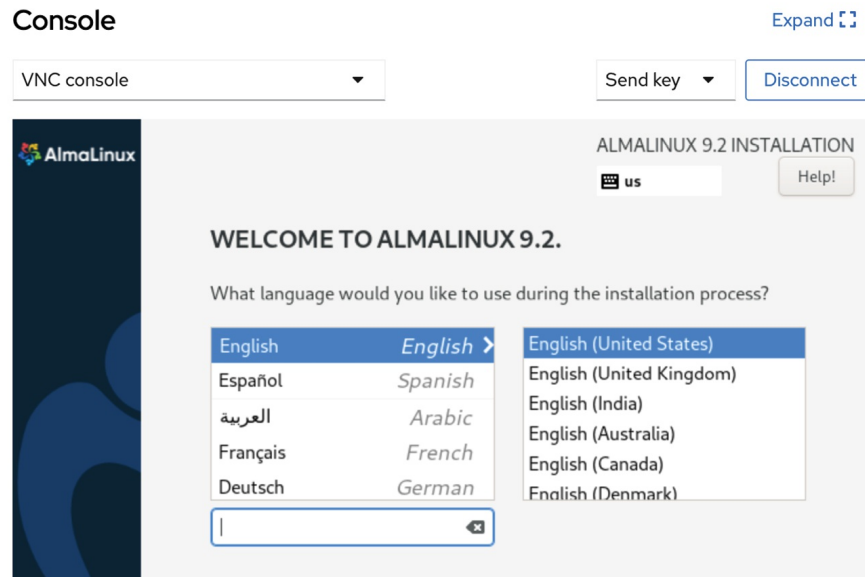 Console
Expand
VNC console
Send key
Disconnect
AlmaLinux
ALMALINUX 9.2 INSTALLATION
us
Help!
WELCOME TO ALMALINUX 9.2.
What language would you like to use during the installation process?
English English
Español Spanish
العربية Arabic
Français French
Deutsch German
English (United States)
English (United Kingdom)
English (India)
English (Australia)
English (Canada)
English (Denmark)